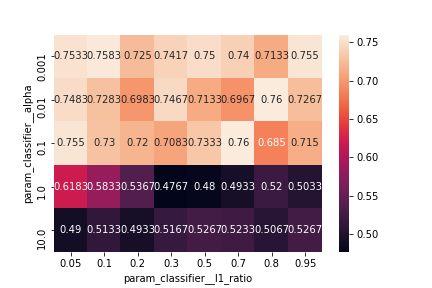 0.7533 0.7583 0.725 0.7417 0.75 0.74 0.7133 0.755
0.7483 0.7283 0.6983 0.7467 0.7133 0.6967 0.76 0.7267
0.755 0.73 0.72 0.7083 0.7333 0.76 0.685 0.715
0.6183 0.5833 0.5367 0.4767 0.48 0.4933 0.52 0.5033
0.49 0.5133 0.4933 0.5167 0.5267 0.5233 0.5067 0.5267
0.001
0.01
0.1
1.0
10.0
param_classifier__alpha
0.05 0.1 0.2 0.3 0.5 0.7 0.8 0.95
param_classifier__l1_ratio
0.75
0.70
0.65
0.60
0.55
0.50